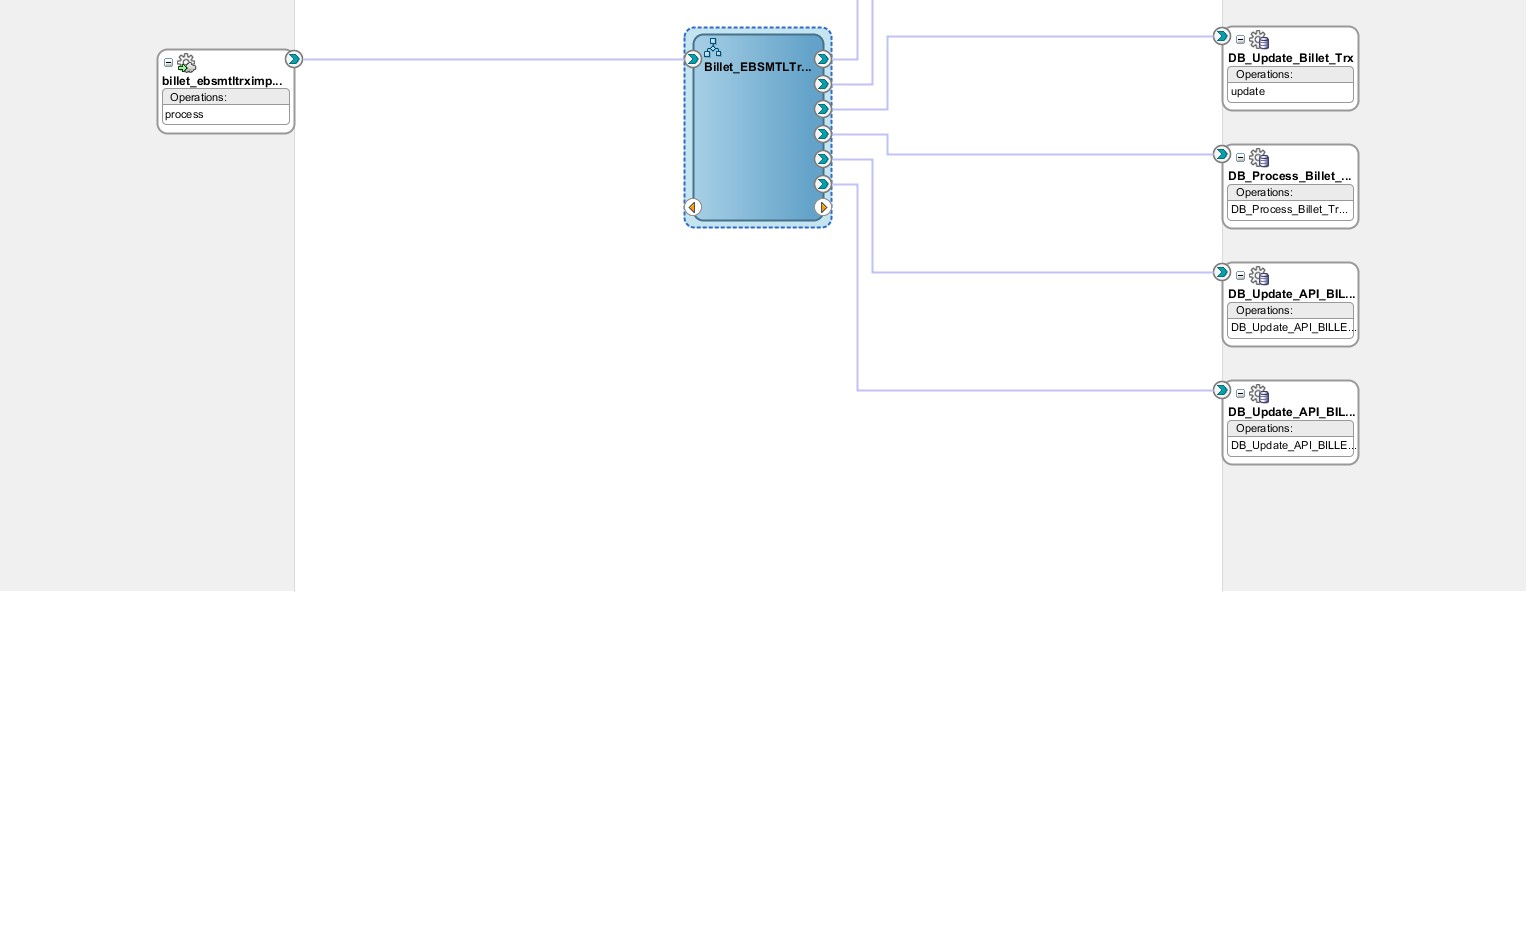 billet_ebsmtltrximp...
Operations:
process
Billet_EBSMTLTr...
DB_Update_Billet_Trx
Operations:
update
DB_Process_Billet_...
Operations:
DB_Process_Billet_Tr...
DB_Update_API_BIL...
Operations:
DB_Update_API_BILLE...
DB_Update_API_BIL...
Operations:
DB_Update_API_BILLE...